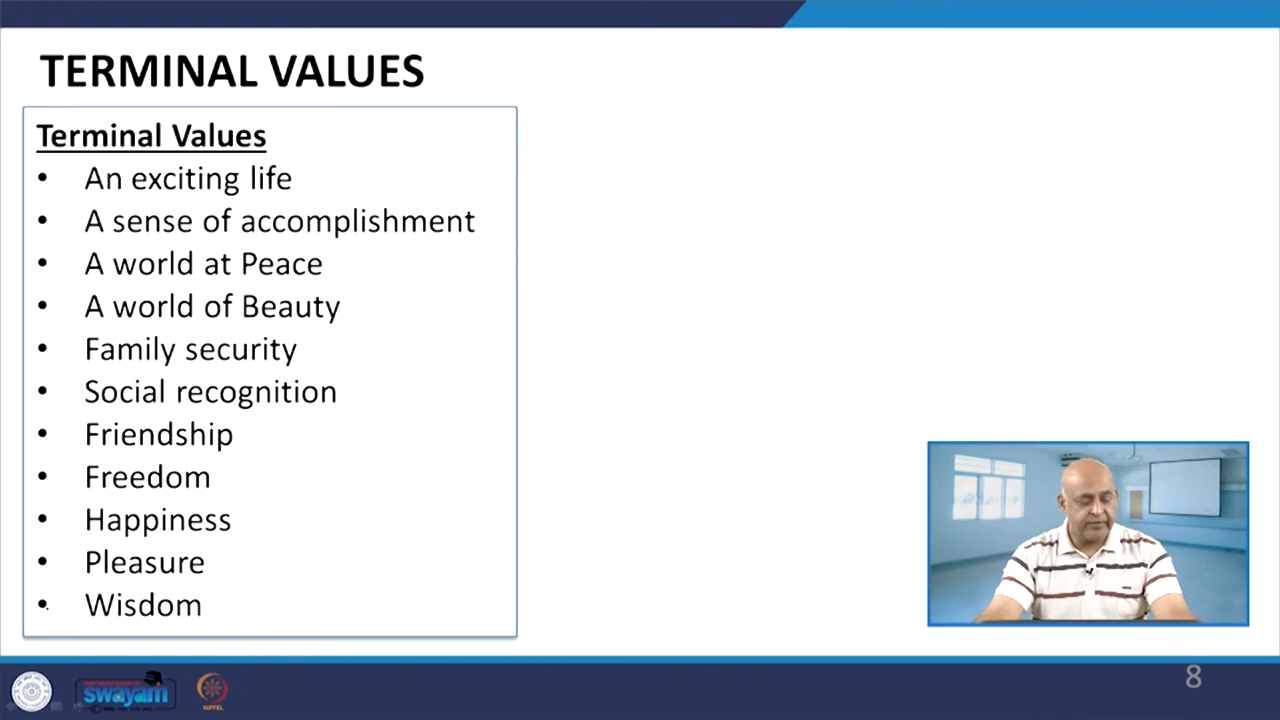 TERMINAL VALUES
Terminal Values
• An exciting life
• A sense of accomplishment
• A world at Peace
• A world of Beauty
• Family security
• Social recognition
• Friendship
• Freedom
• Happiness
• Pleasure
• Wisdom
swayam
NPTEL
8